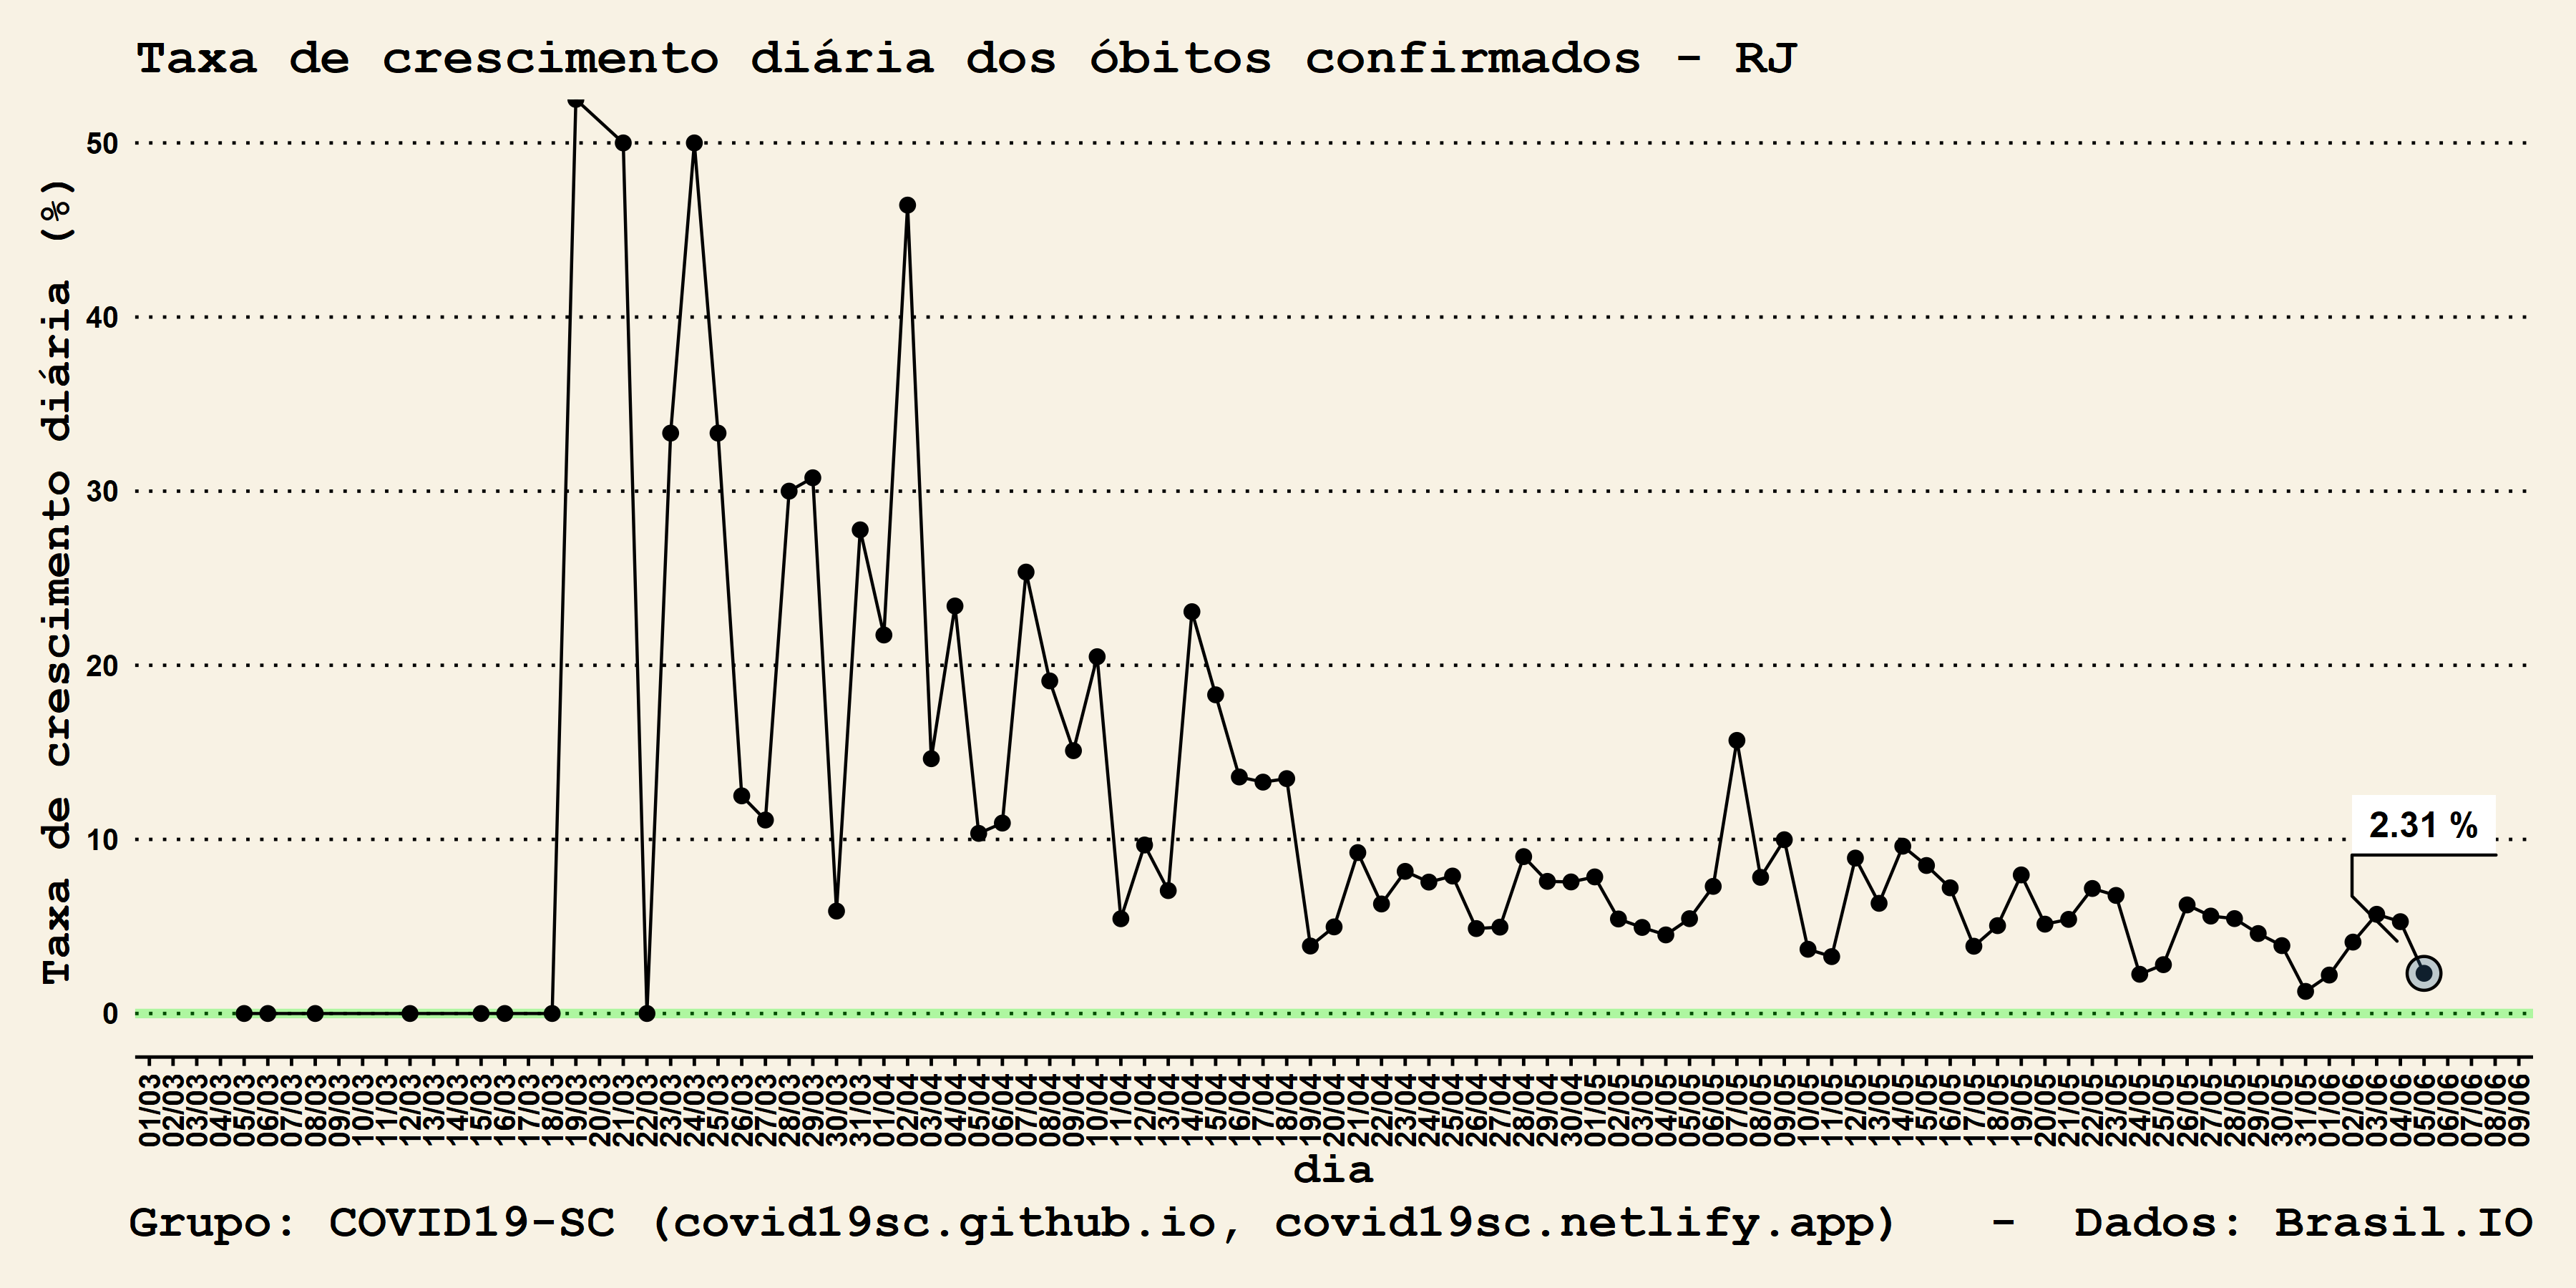 Taxa de crescimento diária dos óbitos confirmados - RJ
Taxa de crescimento diária (%)
50
40
30
20
10
0
2.31 %
01/03 02/03 03/03 04/03 05/03 06/03 07/03 08/03 09/03 10/03 11/03 12/03 13/03 14/03 15/03 16/03 17/03 18/03 19/03 20/03 21/03 22/03 23/03 24/03 25/03 26/03 27/03 28/03 29/03 30/03 31/03 01/04 02/04 03/04 04/04 05/04 06/04 07/04 08/04 09/04 10/04 11/04 12/04 13/04 14/04 15/04 16/04 17/04 18/04 19/04 20/04 21/04 22/04 23/04 24/04 25/04 26/04 27/04 28/04 29/04 30/04 01/05 02/05 03/05 04/05 05/05 06/05 07/05 08/05 09/05 10/05 11/05 12/05 13/05 14/05 15/05 16/05 17/05 18/05 19/05 20/05 21/05 22/05 23/05 24/05 25/05 26/05 27/05 28/05 29/05 30/05 31/05 01/06 02/06 03/06 04/06 05/06 06/06 07/06 08/06 09/06
dia
Grupo: COVID19-SC (covid19sc.github.io, covid19sc.netlify.app) - Dados: Brasil.IO